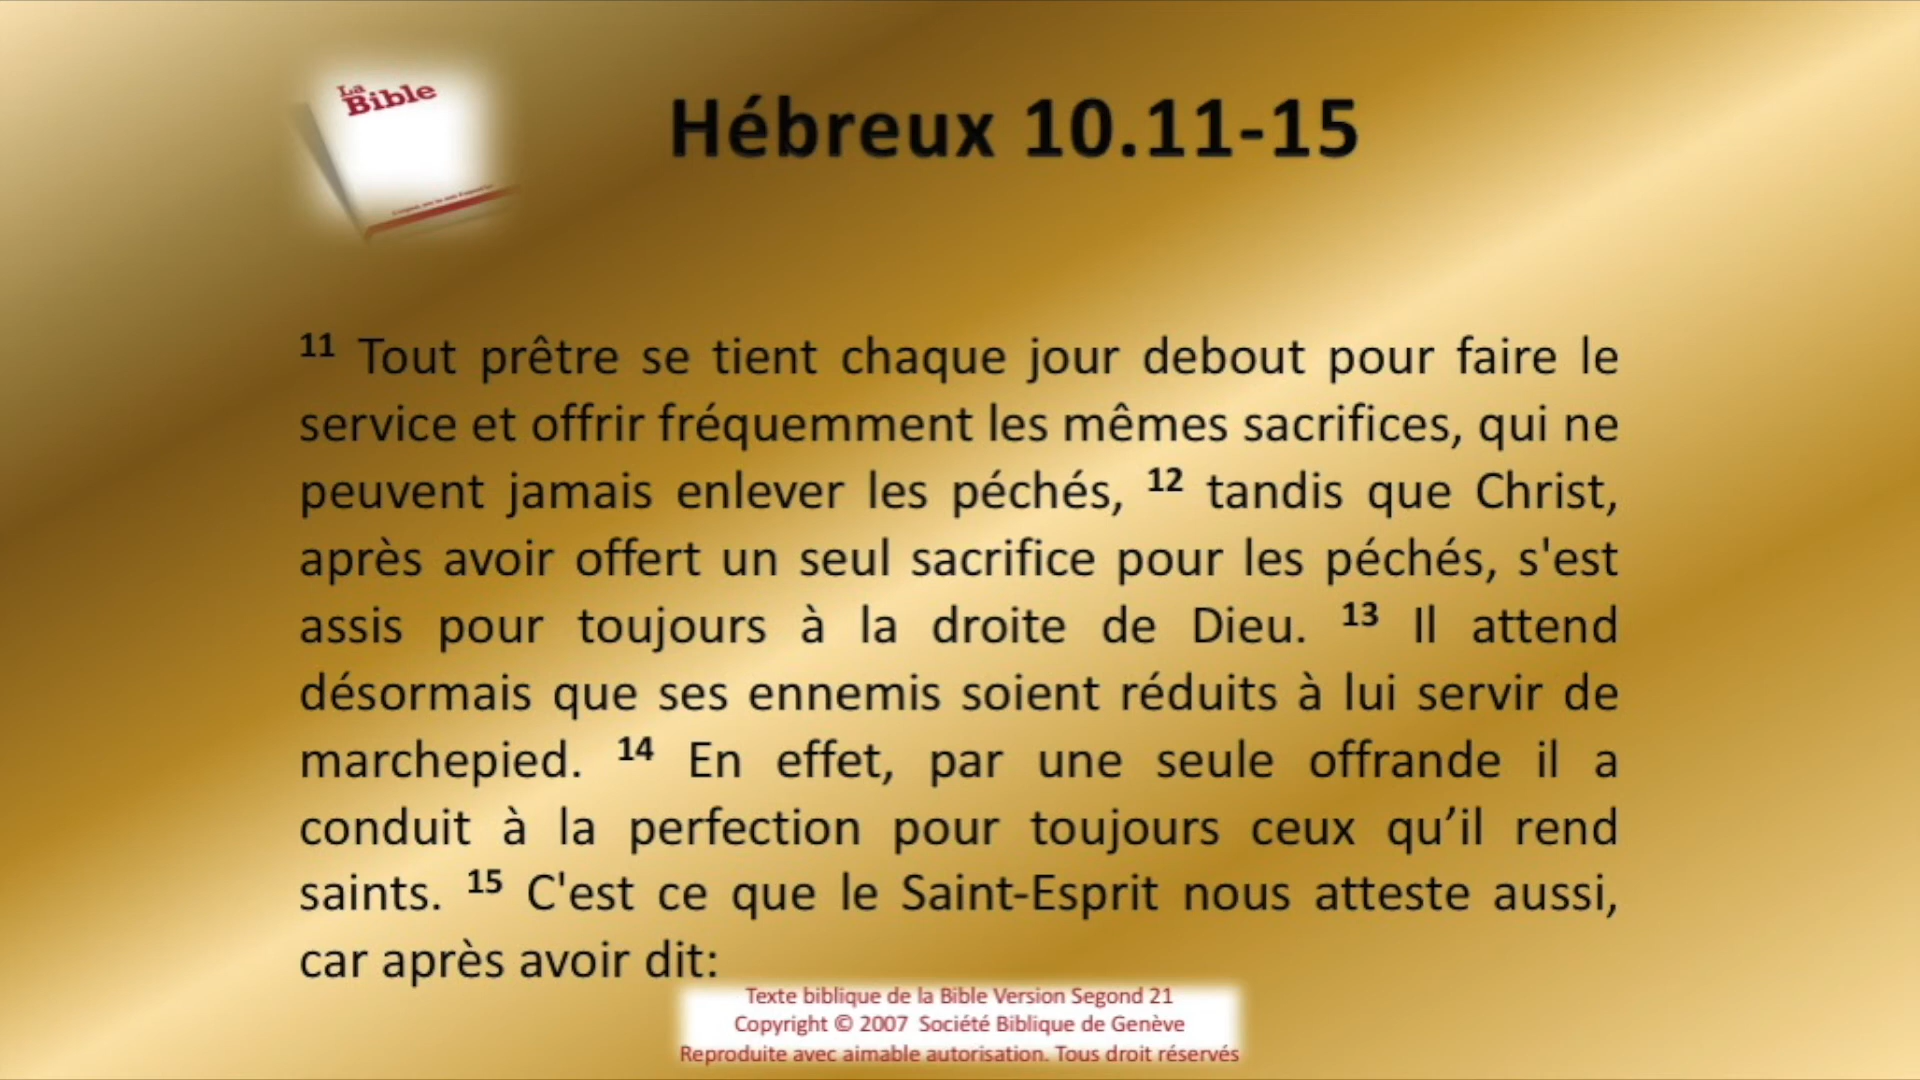 La
Bible
Hébreux 10.11-15
11 Tout prêtre se tient chaque jour debout pour faire le
service et offrir fréquemment les mêmes sacrifices, qui ne
peuvent jamais enlever les péchés, 12 tandis que Christ,
après avoir offert un seul sacrifice pour les péchés, s'est
assis pour toujours à la droite de Dieu. 13 Il attend
désormais que ses ennemis soient réduits à lui servir de
marchepied. 14 En effet, par une seule offrande il a
conduit à la perfection pour toujours ceux qu’il rend
saints. 15 C'est ce que le Saint-Esprit nous atteste aussi,
car après avoir dit:
Texte biblique de la Bible Version Segond 21
Copyright © 2007 Société Biblique de Genève
Reproduite avec aimable autorisation. Tous droit réservés